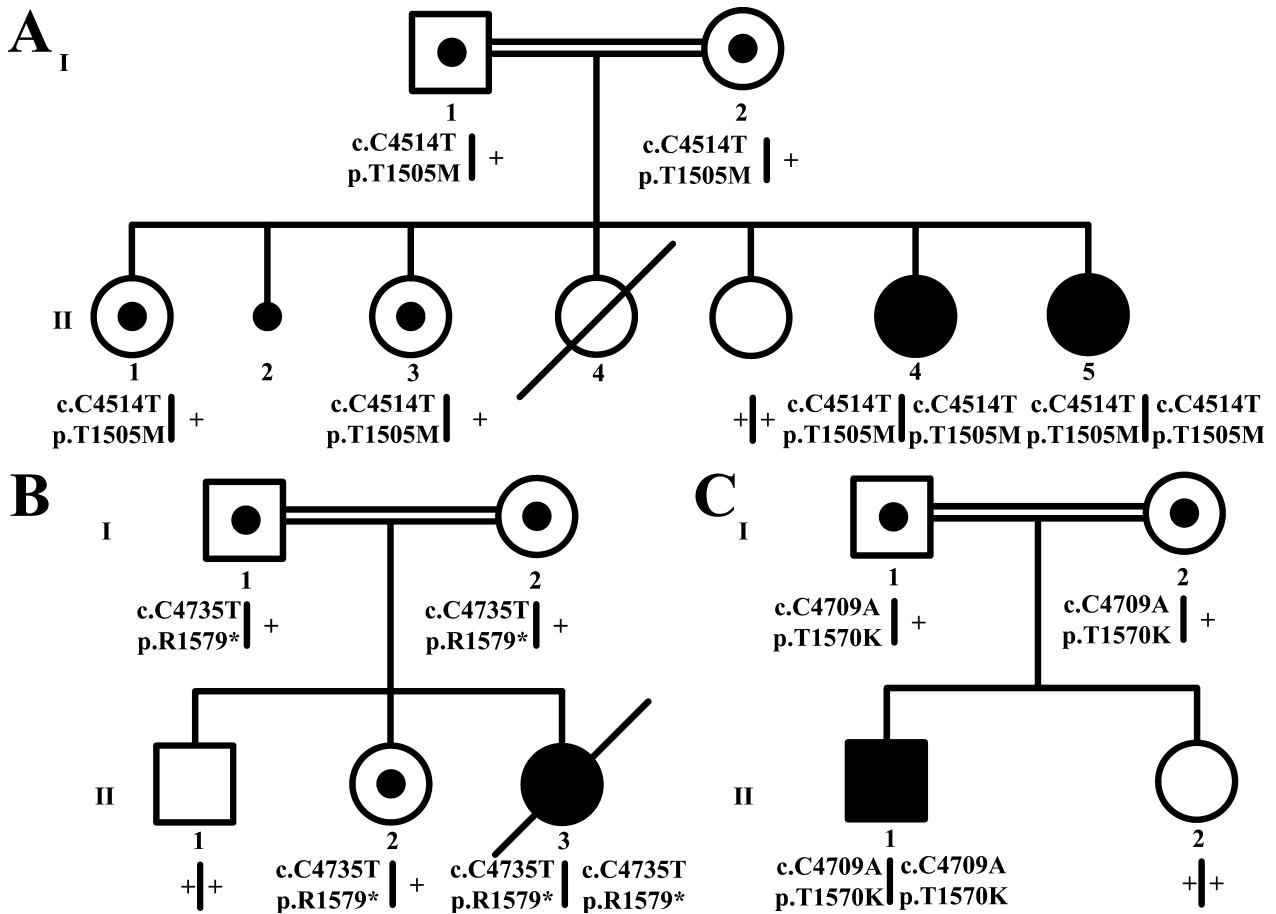 A
I
1
2
c.C4514T
p.T1505M
+
c.C4514T
p.T1505M
+
II
1
2
3
4
4
5
c.C4514T
p.T1505M
+
c.C4514T
p.T1505M
+
+ +
c.C4514T
p.T1505M
c.C4514T
p.T1505M
c.C4514T
p.T1505M
c.C4514T
p.T1505M
B
I
1
2
c.C4735T
p.R1579*
+
c.C4735T
p.R1579*
+
II
1
2
3
+ +
c.C4735T
p.R1579*
+
c.C4735T
p.R1579*
c.C4735T
p.R1579*
C
I
1
2
c.C4709A
p.T1570K
+
c.C4709A
p.T1570K
+
II
1
2
c.C4709A
p.T1570K
c.C4709A
p.T1570K
+ +